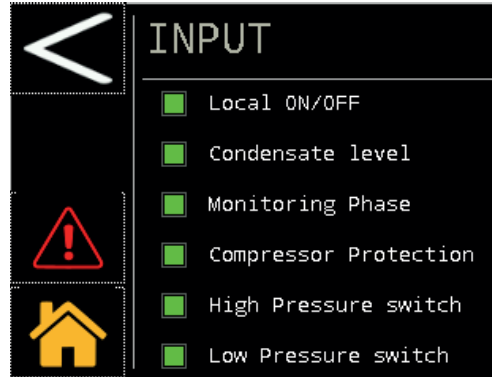 INPUT
Local ON/OFF
Condensate level
Monitoring Phase
Compressor Protection
High Pressure switch
Low Pressure switch